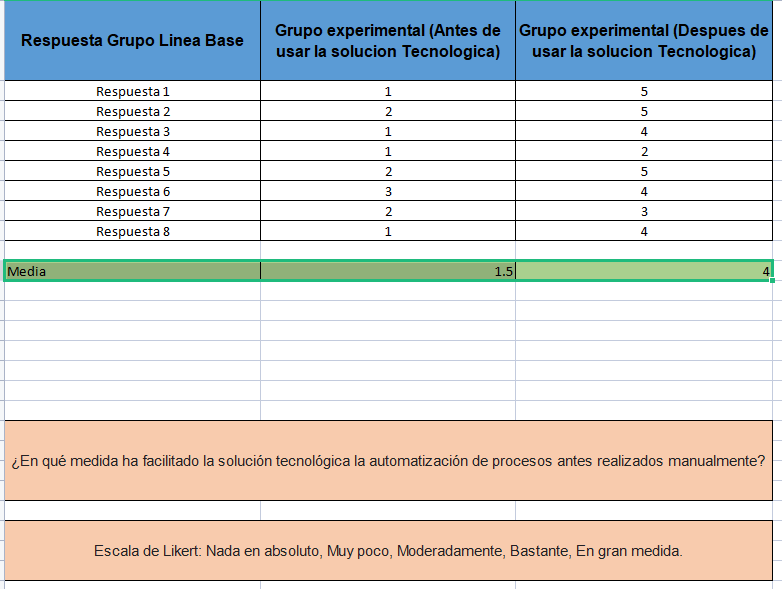 Respuesta Grupo Linea Base
Grupo experimental (Antes de
usar la solucion Tecnologica)
Grupo experimental (Despues de
usar la solucion Tecnologica)
Respuesta 1 1 5
Respuesta 2 2 5
Respuesta 3 1 4
Respuesta 4 1 2
Respuesta 5 2 5
Respuesta 6 3 4
Respuesta 7 2 3
Respuesta 8 1 4
Media 1.5 4
¿En qué medida ha facilitado la solución tecnológica la automatización de procesos antes realizados manualmente?
Escala de Likert: Nada en absoluto, Muy poco, Moderadamente, Bastante, En gran medida.